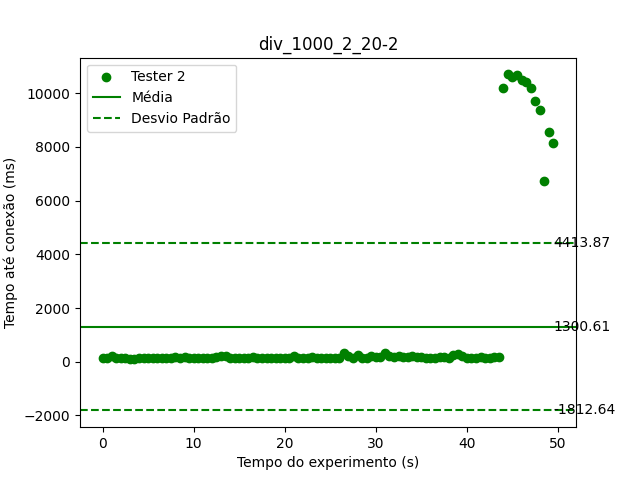 div_1000_2_20-2
Tester 2
Média
Desvio Padrão
Tempo até conexão (ms)
10000
8000
6000
4000
2000
0
−2000
4413.87
1300.61
1812.64
0 10 20 30 40 50
Tempo do experimento (s)